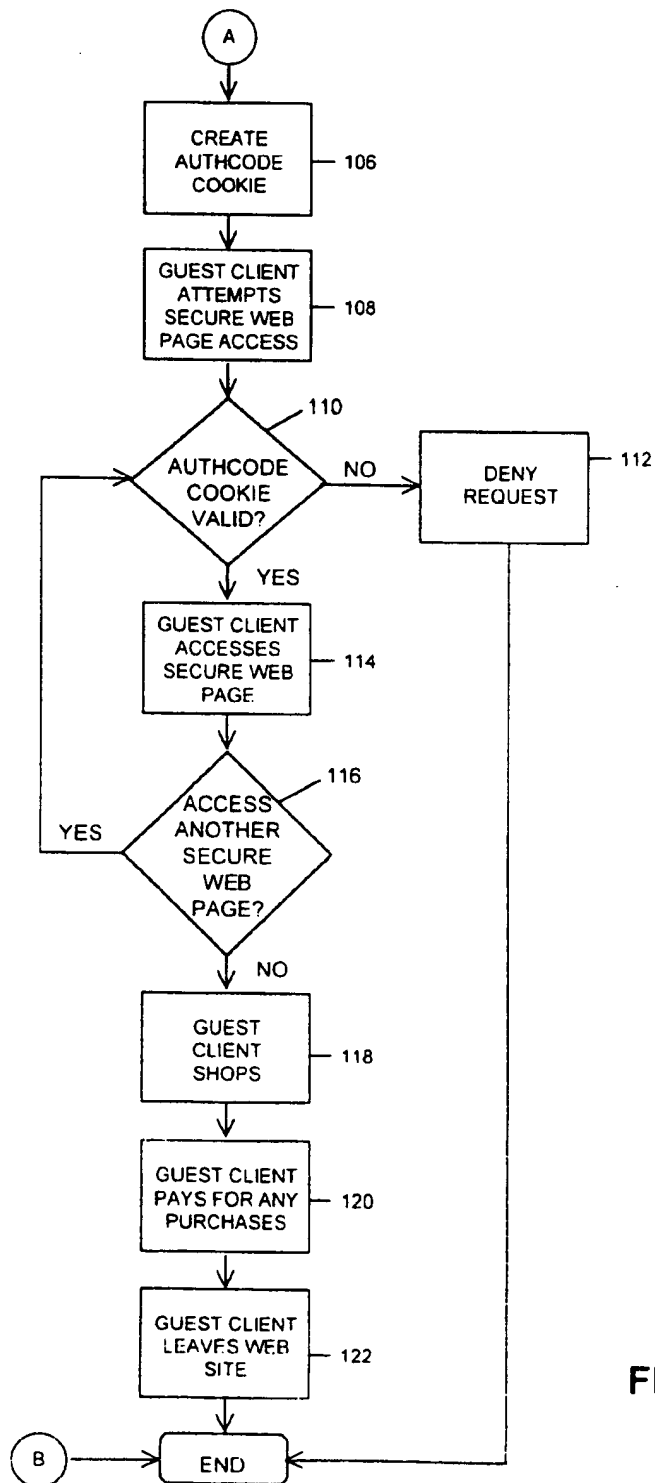 A
CREATE
AUTHCODE
COOKIE
106
GUEST CLIENT
ATTEMPTS
SECURE WEB
PAGE ACCESS
108
110
AUTHCODE
COOKIE
VALID?
NO
DENY
REQUEST
112
YES
GUEST CLIENT
ACCESSES
SECURE WEB
PAGE
114
116
ACCESS
ANOTHER
SECURE
WEB
PAGE?
YES
NO
GUEST
CLIENT
SHOPS
118
GUEST CLIENT
PAYS FOR ANY
PURCHASES
120
GUEST CLIENT
LEAVES WEB
SITE
122
B
END